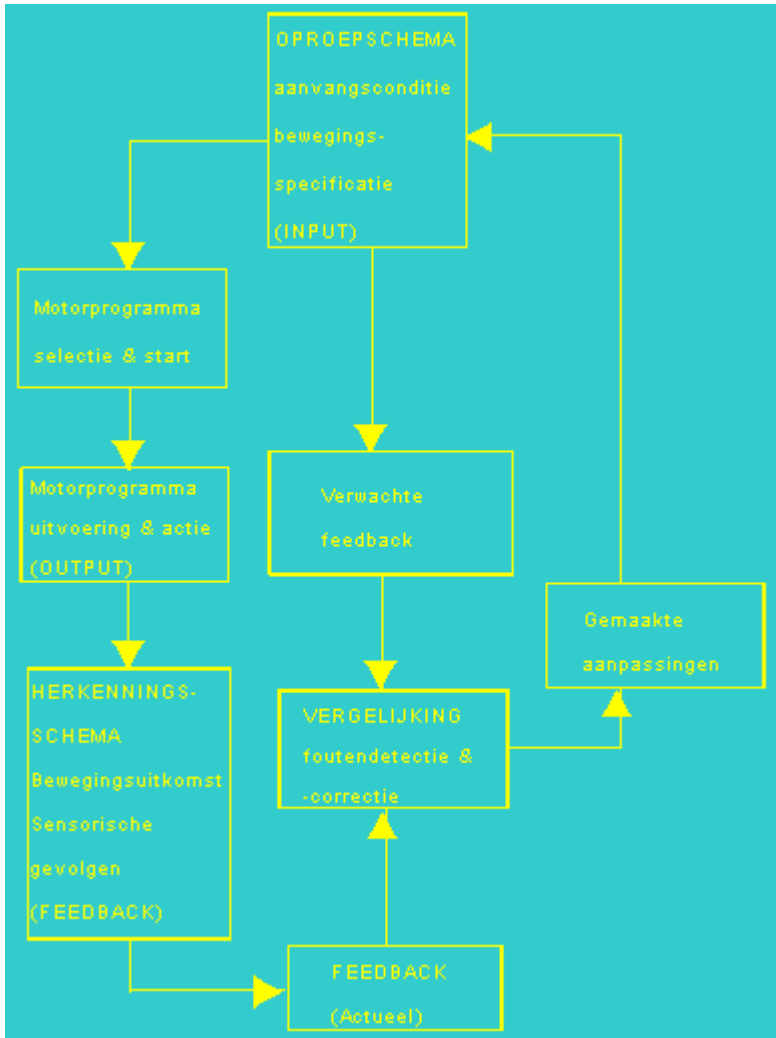 OPROEPSCHEMA
aanvangsconditie
bewegings-
specificatie
(INPUT)
Motorprogramma
selectie & start
Motorprogramma
uitvoering & actie
(OUTPUT)
Verwachte
feedback
Gemaakte
aanpassingen
HERKENNINGS-
SCHEMA
Bewegingsuitkomst
Sensorische
gevolgen
(FEEDBACK)
VERGELIJKING
foutendetectie &
-correctie
FEEDBACK
(Actueel)